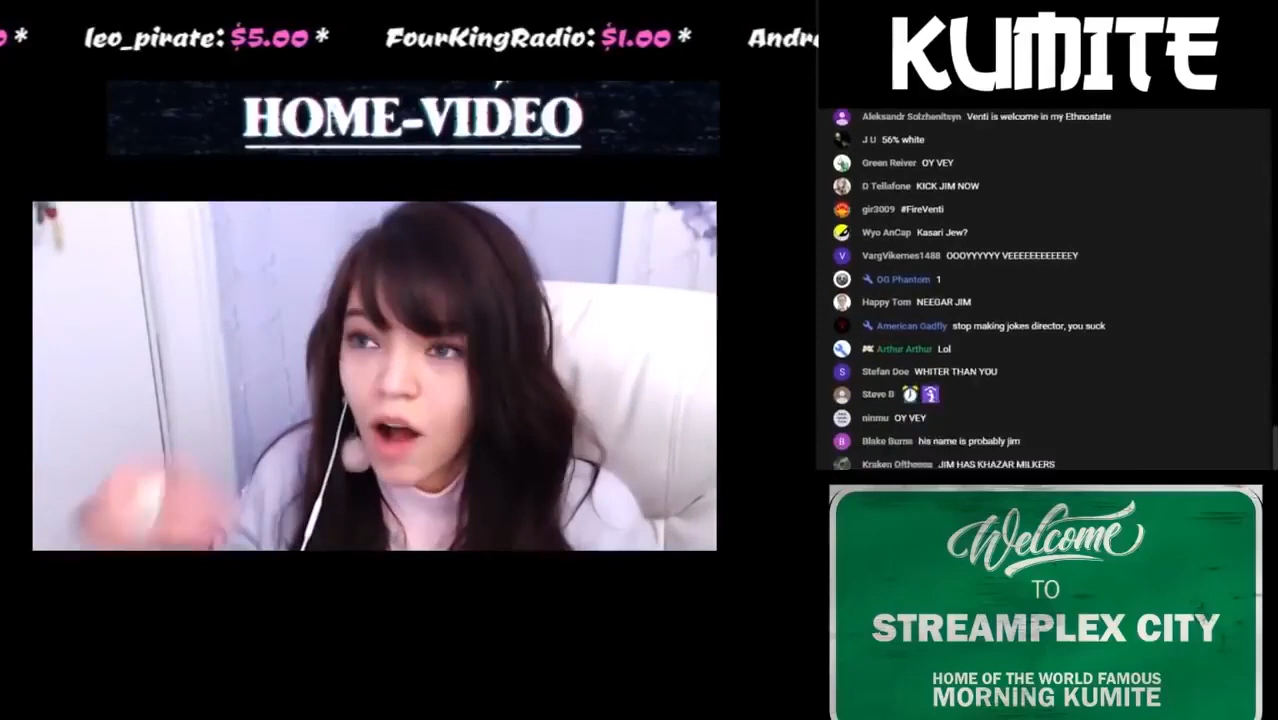 leo_pirate: $5.00 *
FourKingRadio: $1.00 *
HOME-VIDEO
KUMITE
Aleksandr Solzhenitsyn Venti is welcome in my Ethnostate
J U 56% white
Green Reiver OY VEY
D Tellafone KICK JIM NOW
gir3009 #FireVenti
Wyo AnCap Kasari Jew?
VargVikernes1488 OOOYYYYYY VEEEEEEEEEEEY
OG Phantom 1
Happy Tom NEEGAR JIM
American Gadfly stop making jokes director, you suck
Arthur Arthur Lol
Stefan Doe WHITER THAN YOU
Steve B
ninmu OY VEY
Blake Burns his name is probably jim
Kraken JIM HAS KHAZAR MILKERS
Welcome
TO
STREAMPLEX CITY
HOME OF THE WORLD FAMOUS
MORNING KUMITE